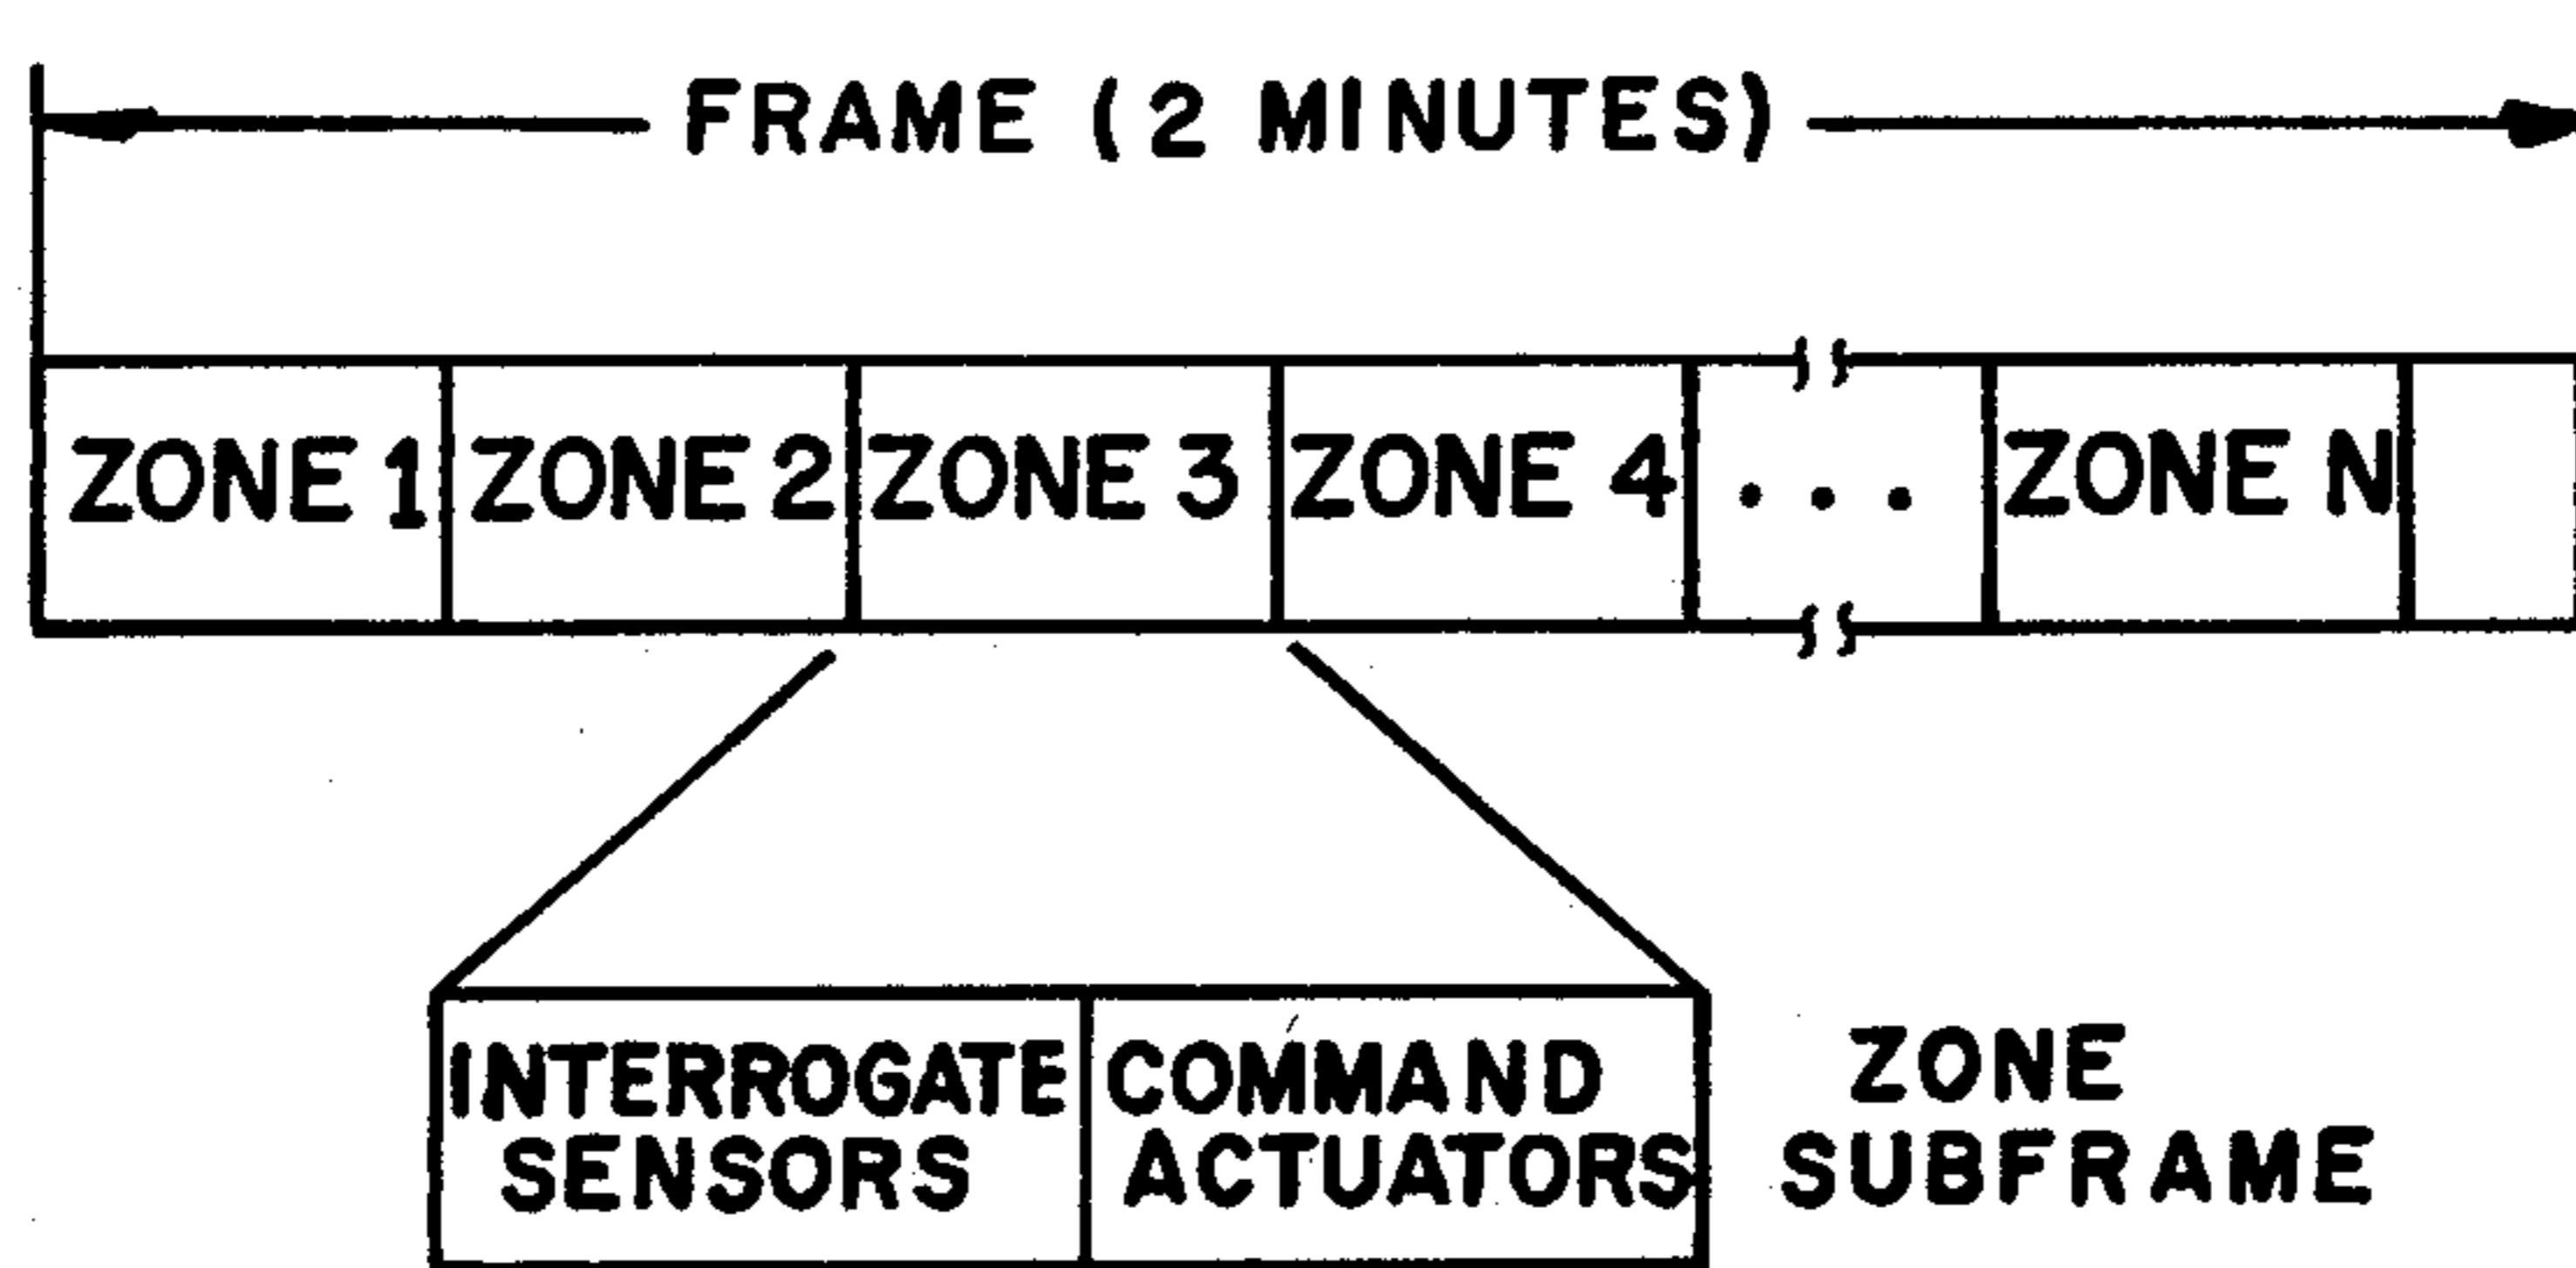 FRAME (2 MINUTES)
ZONE 1 ZONE 2 ZONE 3 ZONE 4 ... ZONE N
INTERROGATE
SENSORS
COMMAND
ACTUATORS
ZONE
SUBFRAME